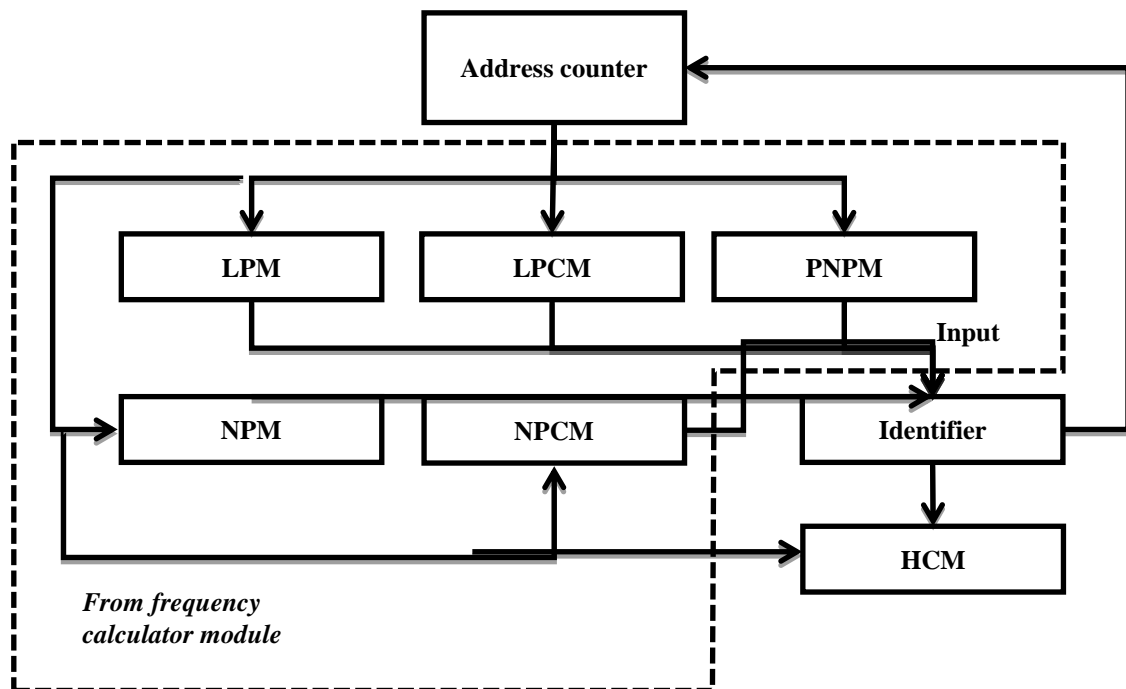 Address counter
LPM
LPCM
PNPM
Input
NPM
NPCM
Identifier
HCM
From frequency
calculator module